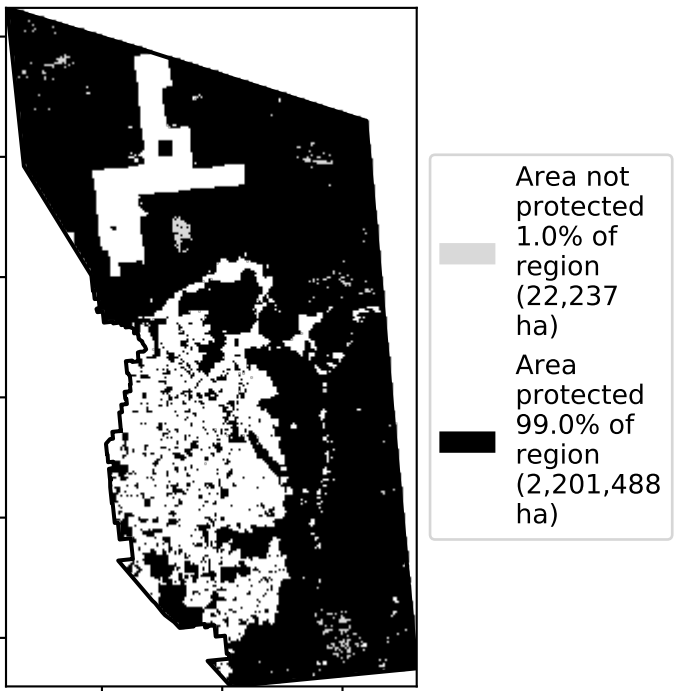 Area not
protected
1.0% of
region
(22,237
ha)
Area
protected
99.0% of
region
(2,201,488
ha)